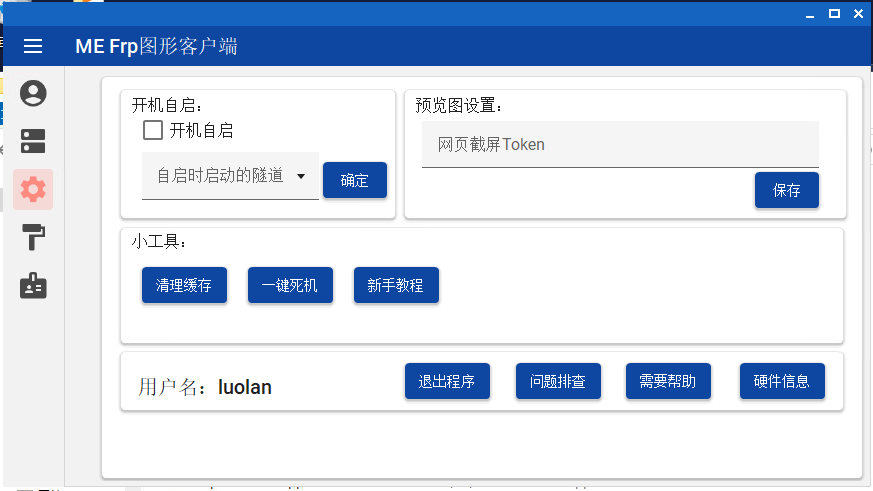 ME Frp图形客户端
开机自启：
开机自启
自启时启动的隧道
确定
预览图设置：
网页截屏Token
保存
小工具：
清理缓存
一键死机
新手教程
用户名：luolan
退出程序
问题排查
需要帮助
硬件信息